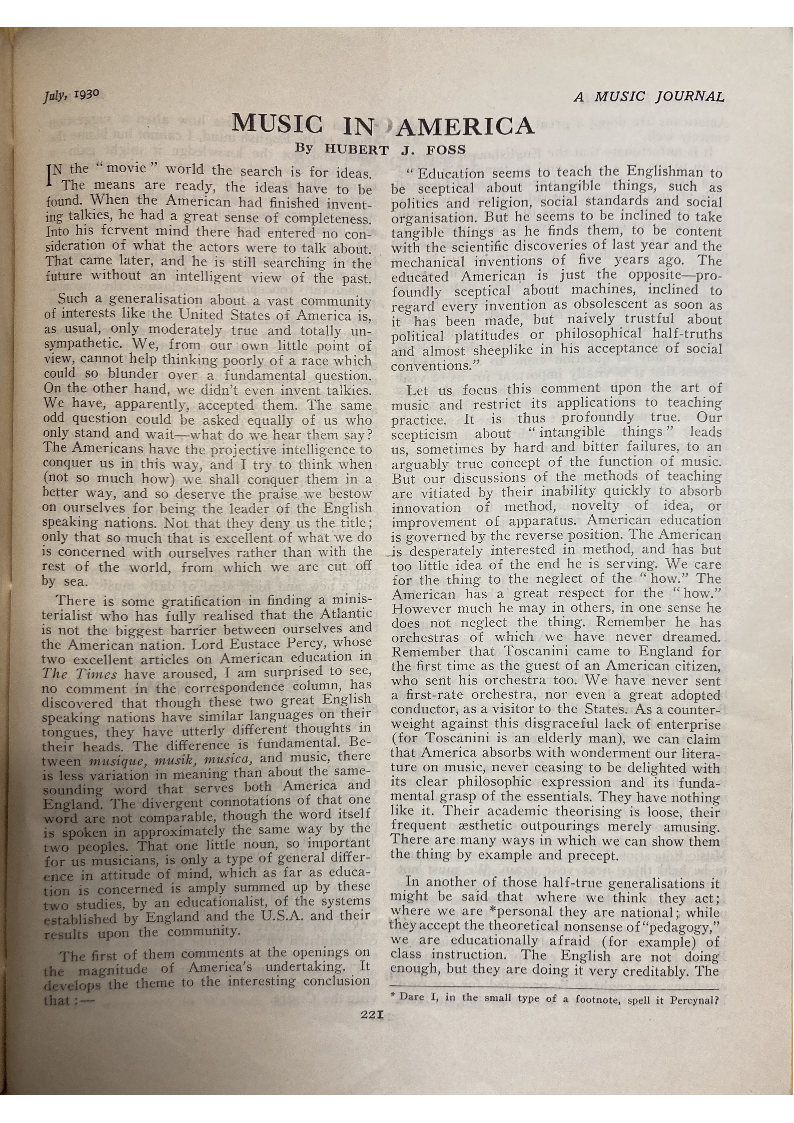 July, 1930
A MUSIC JOURNAL
MUSIC IN AMERICA
By HUBERT J. FOSS
IN the "movie" world the search is for ideas.
The means are ready, the ideas have to be
found. When the American had finished invent-
ing talkies, he had a great sense of completeness.
Into his fervent mind there had entered no con-
sideration of what the actors were to talk about.
That came later, and he is still searching in the
future without an intelligent view of the past.
Such a generalisation about a vast community
of interests like the United States of America is,
as usual, only moderately true and totally un-
sympathetic. We, from our own little point of
view, cannot help thinking poorly of a race which
could so blunder over a fundamental question.
On the other hand, we didn't even invent talkies.
We have, apparently, accepted them. The same
odd question could be asked equally of us who
only stand and wait—what do we hear them say?
The Americans have the projective intelligence to
conquer us in this way, and I try to think when
(not so much how) we shall conquer them in a
better way, and so deserve the praise we bestow
on ourselves for being the leader of the English
speaking nations. Not that they deny us the title;
only that so much that is excellent of what we do
is concerned with ourselves rather than with the
rest of the world, from which we are cut off
by sea.
There is some gratification in finding a minis-
terialist who has fully realised that the Atlantic
is not the biggest barrier between ourselves and
the American nation. Lord Eustace Percy, whose
two excellent articles on American education in
The Times have aroused, I am surprised to see,
no comment in the correspondence column, has
discovered that though these two great English
speaking nations have similar languages on their
tongues, they have utterly different thoughts in
their heads. The difference is fundamental. Be-
tween musique, musik, musica, and music, there
is less variation in meaning than about the same-
sounding word that serves both America and
England. The divergent connotations of that one
word are not comparable, though the word itself
is spoken in approximately the same way by the
two peoples. That one little noun, so important
for us musicians, is only a type of general differ-
ence in attitude of mind, which as far as educa-
tion is concerned is amply summed up by these
two studies, by an educationalist, of the systems
established by England and the U.S.A. and their
results upon the community.
The first of them comments at the openings on
the magnitude of America's undertaking. It
develops the theme to the interesting conclusion
that:—
"Education seems to teach the Englishman to
be sceptical about intangible things, such as
politics and religion, social standards and social
organisation. But he seems to be inclined to take
tangible things as he finds them, to be content
with the scientific discoveries of last year and the
mechanical inventions of five years ago. The
educated American is just the opposite—pro-
foundly sceptical about machines, inclined to
regard every invention as obsolescent as soon as
it has been made, but naively trustful about
political platitudes or philosophical half-truths
and almost sheeplike in his acceptance of social
conventions."
Let us focus this comment upon the art of
music and restrict its applications to teaching
practice. It is thus profoundly true. Our
scepticism about "intangible things" leads
us, sometimes by hard and bitter failures, to an
arguably true concept of the function of music.
But our discussions of the methods of teaching
are vitiated by their inability quickly to absorb
innovation of method, novelty of idea, or
improvement of apparatus. American education
is governed by the reverse position. The American
is desperately interested in method, and has but
too little idea of the end he is serving. We care
for the thing to the neglect of the "how." The
American has a great respect for the "how."
However much he may in others, in one sense he
does not neglect the thing. Remember he has
orchestras of which we have never dreamed.
Remember that Toscanini came to England for
the first time as the guest of an American citizen,
who sent his orchestra too. We have never sent
a first-rate orchestra, nor even a great adopted
conductor, as a visitor to the States. As a counter-
weight against this disgraceful lack of enterprise
(for Toscanini is an elderly man), we can claim
that America absorbs with wonderment our litera-
ture on music, never ceasing to be delighted with
its clear philosophic expression and its funda-
mental grasp of the essentials. They have nothing
like it. Their academic theorising is loose, their
frequent æsthetic outpourings merely amusing.
There are many ways in which we can show them
the thing by example and precept.
In another of those half-true generalisations it
might be said that where we think they act;
where we are *personal they are national; while
they accept the theoretical nonsense of "pedagogy,"
we are educationally afraid (for example) of
class instruction. The English are not doing
enough, but they are doing it very creditably. The
* Dare I, in the small type of a footnote, spell it Percynal?
221